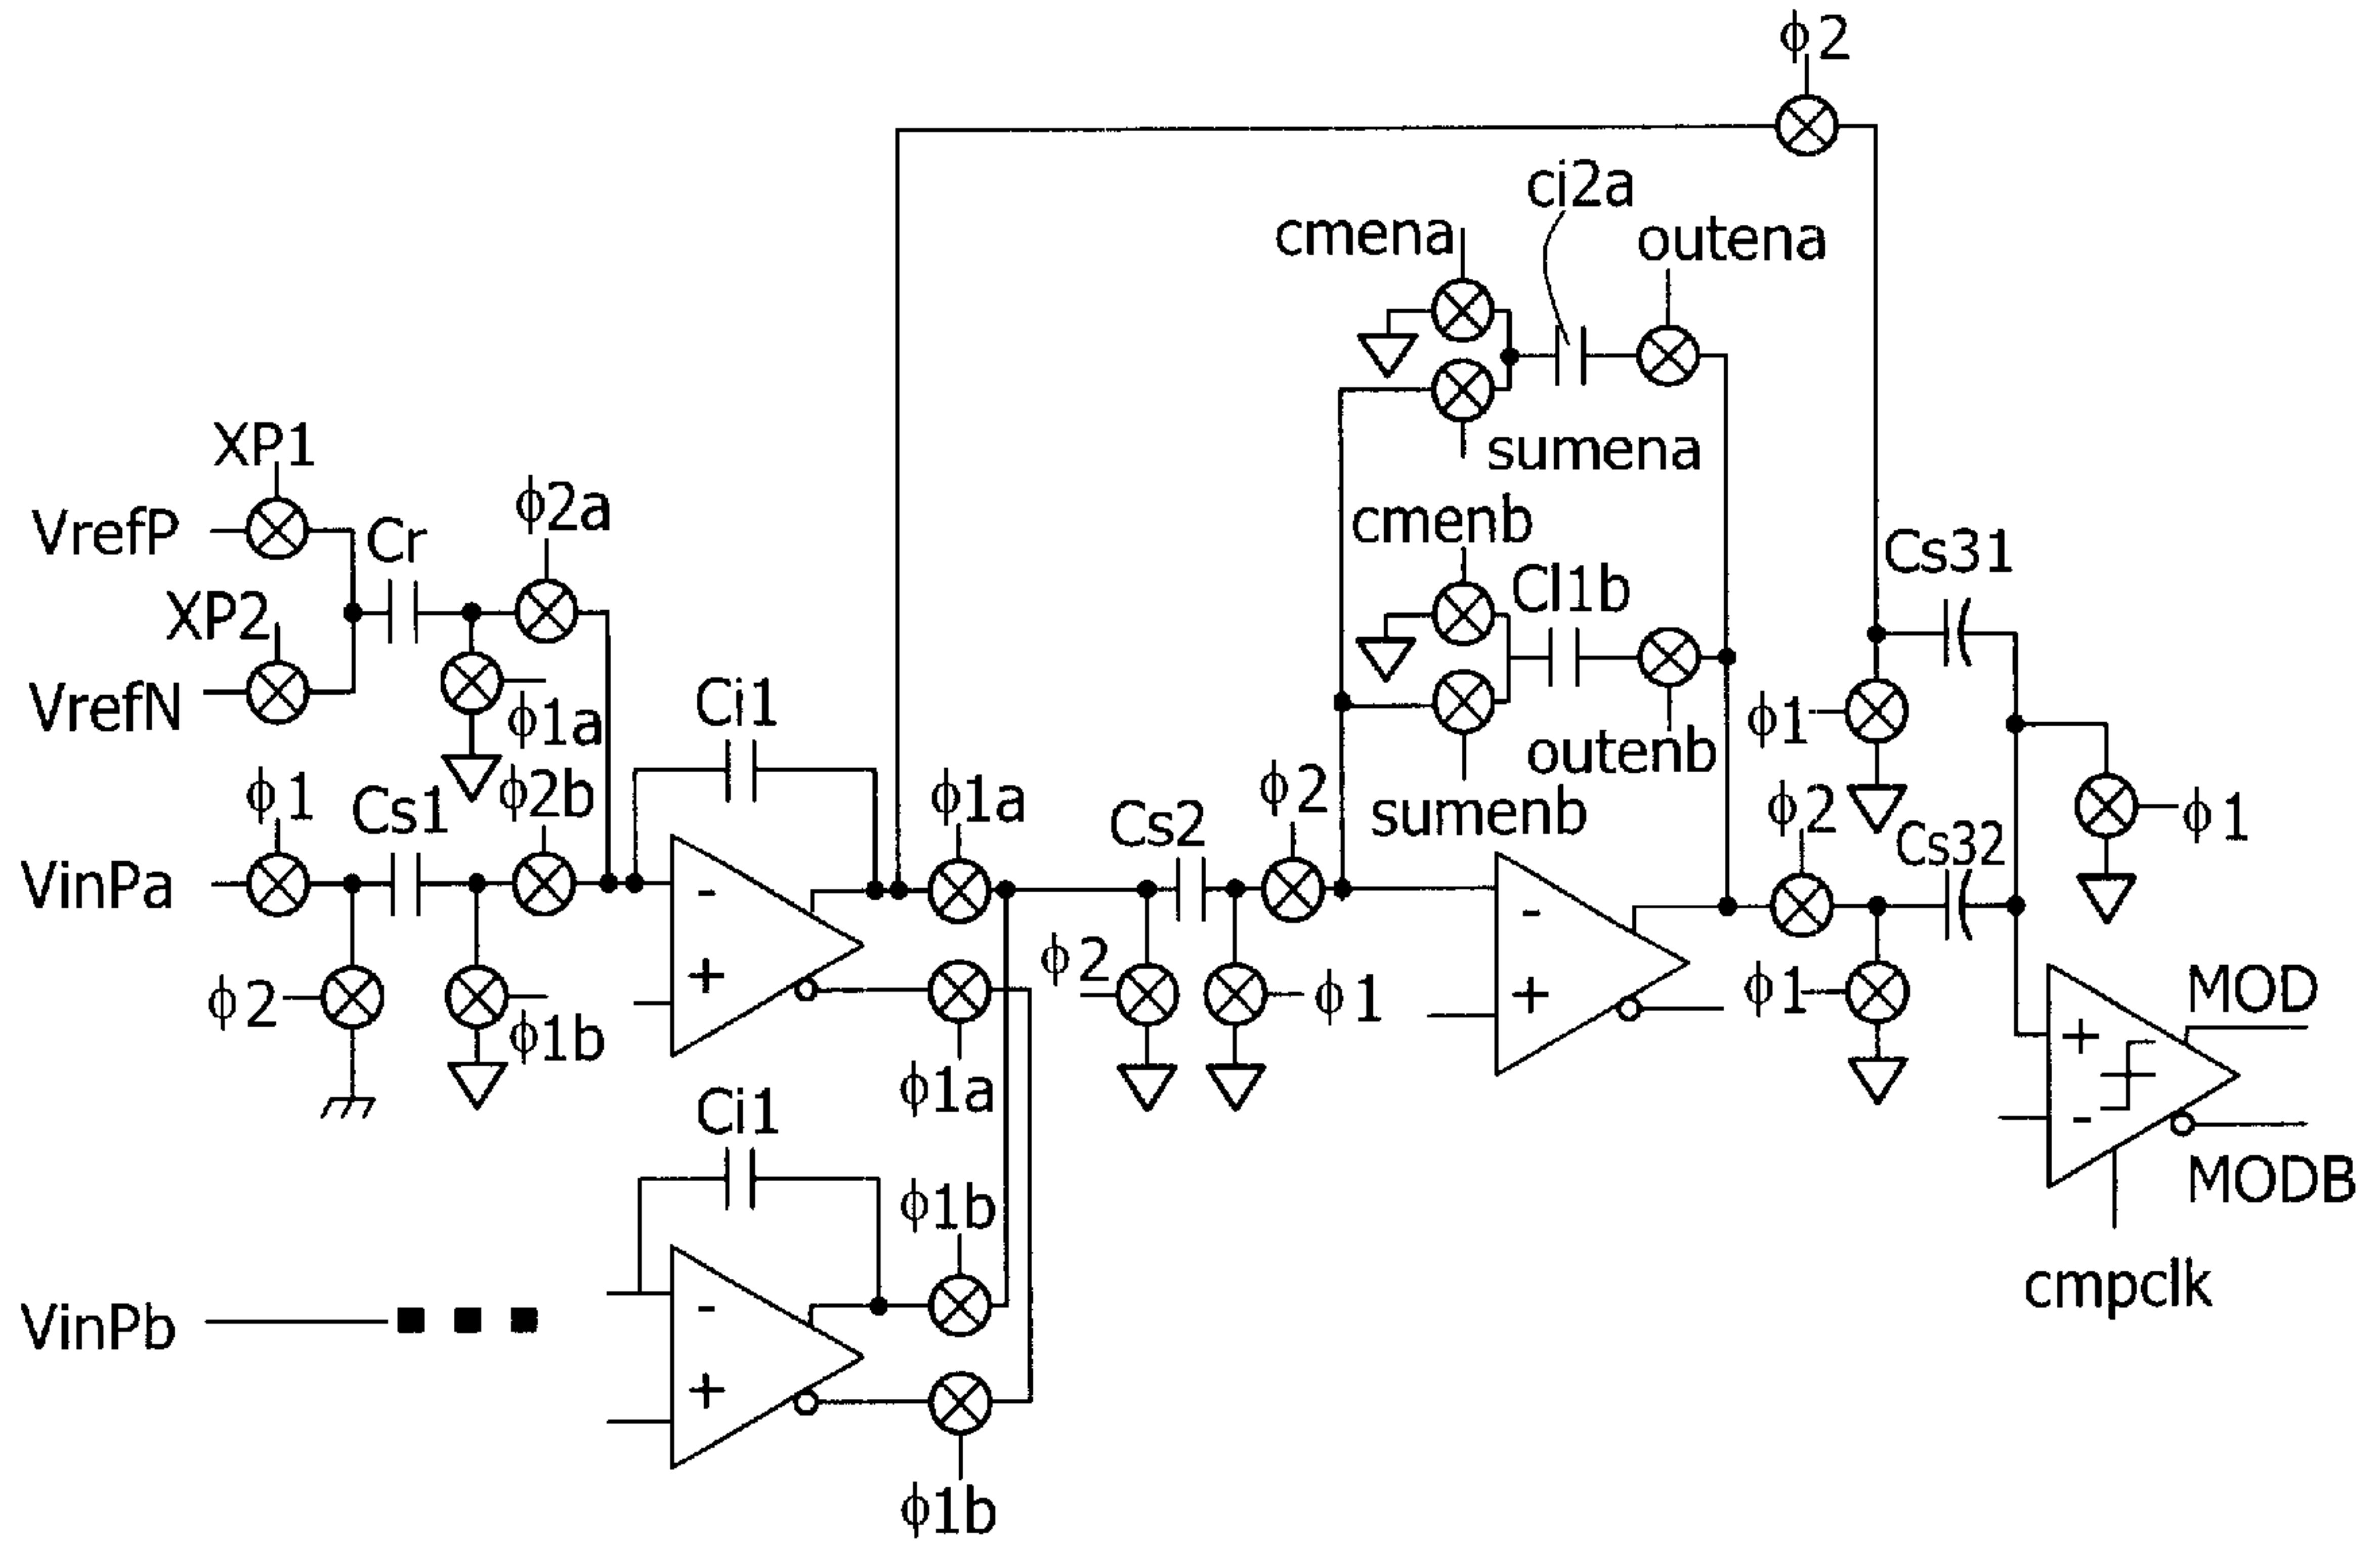 ϕ2
ci2a
cmena
outena
sumena
XP1
VrefP
Cr
ϕ2a
cmenb
Cl1b
Cs31
XP2
VrefN
ϕ1a
Ci1
outenb
ϕ1
ϕ1
Cs1
ϕ2b
ϕ1a
Cs2
ϕ2
sumenb
ϕ2
Cs32
ϕ1
VinPa
-
-
+
+
ϕ2
ϕ1b
ϕ2
ϕ1
ϕ1
MOD
+
-
ϕ1a
Ci1
MODB
ϕ1b
cmpclk
VinPb
-
+
ϕ1b